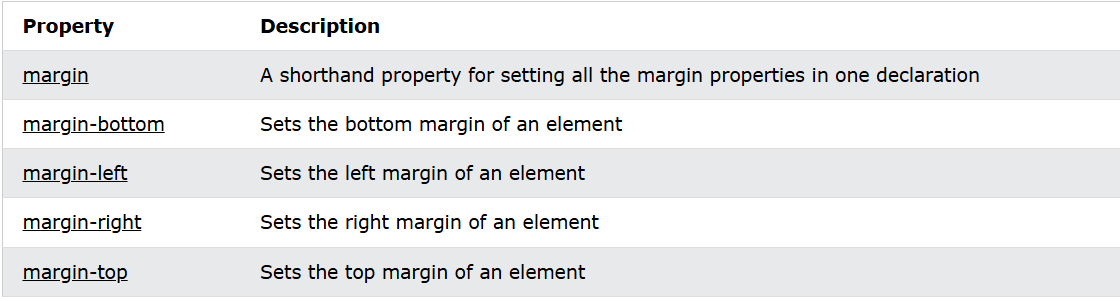 Property Description
margin A shorthand property for setting all the margin properties in one declaration
margin-bottom Sets the bottom margin of an element
margin-left Sets the left margin of an element
margin-right Sets the right margin of an element
margin-top Sets the top margin of an element